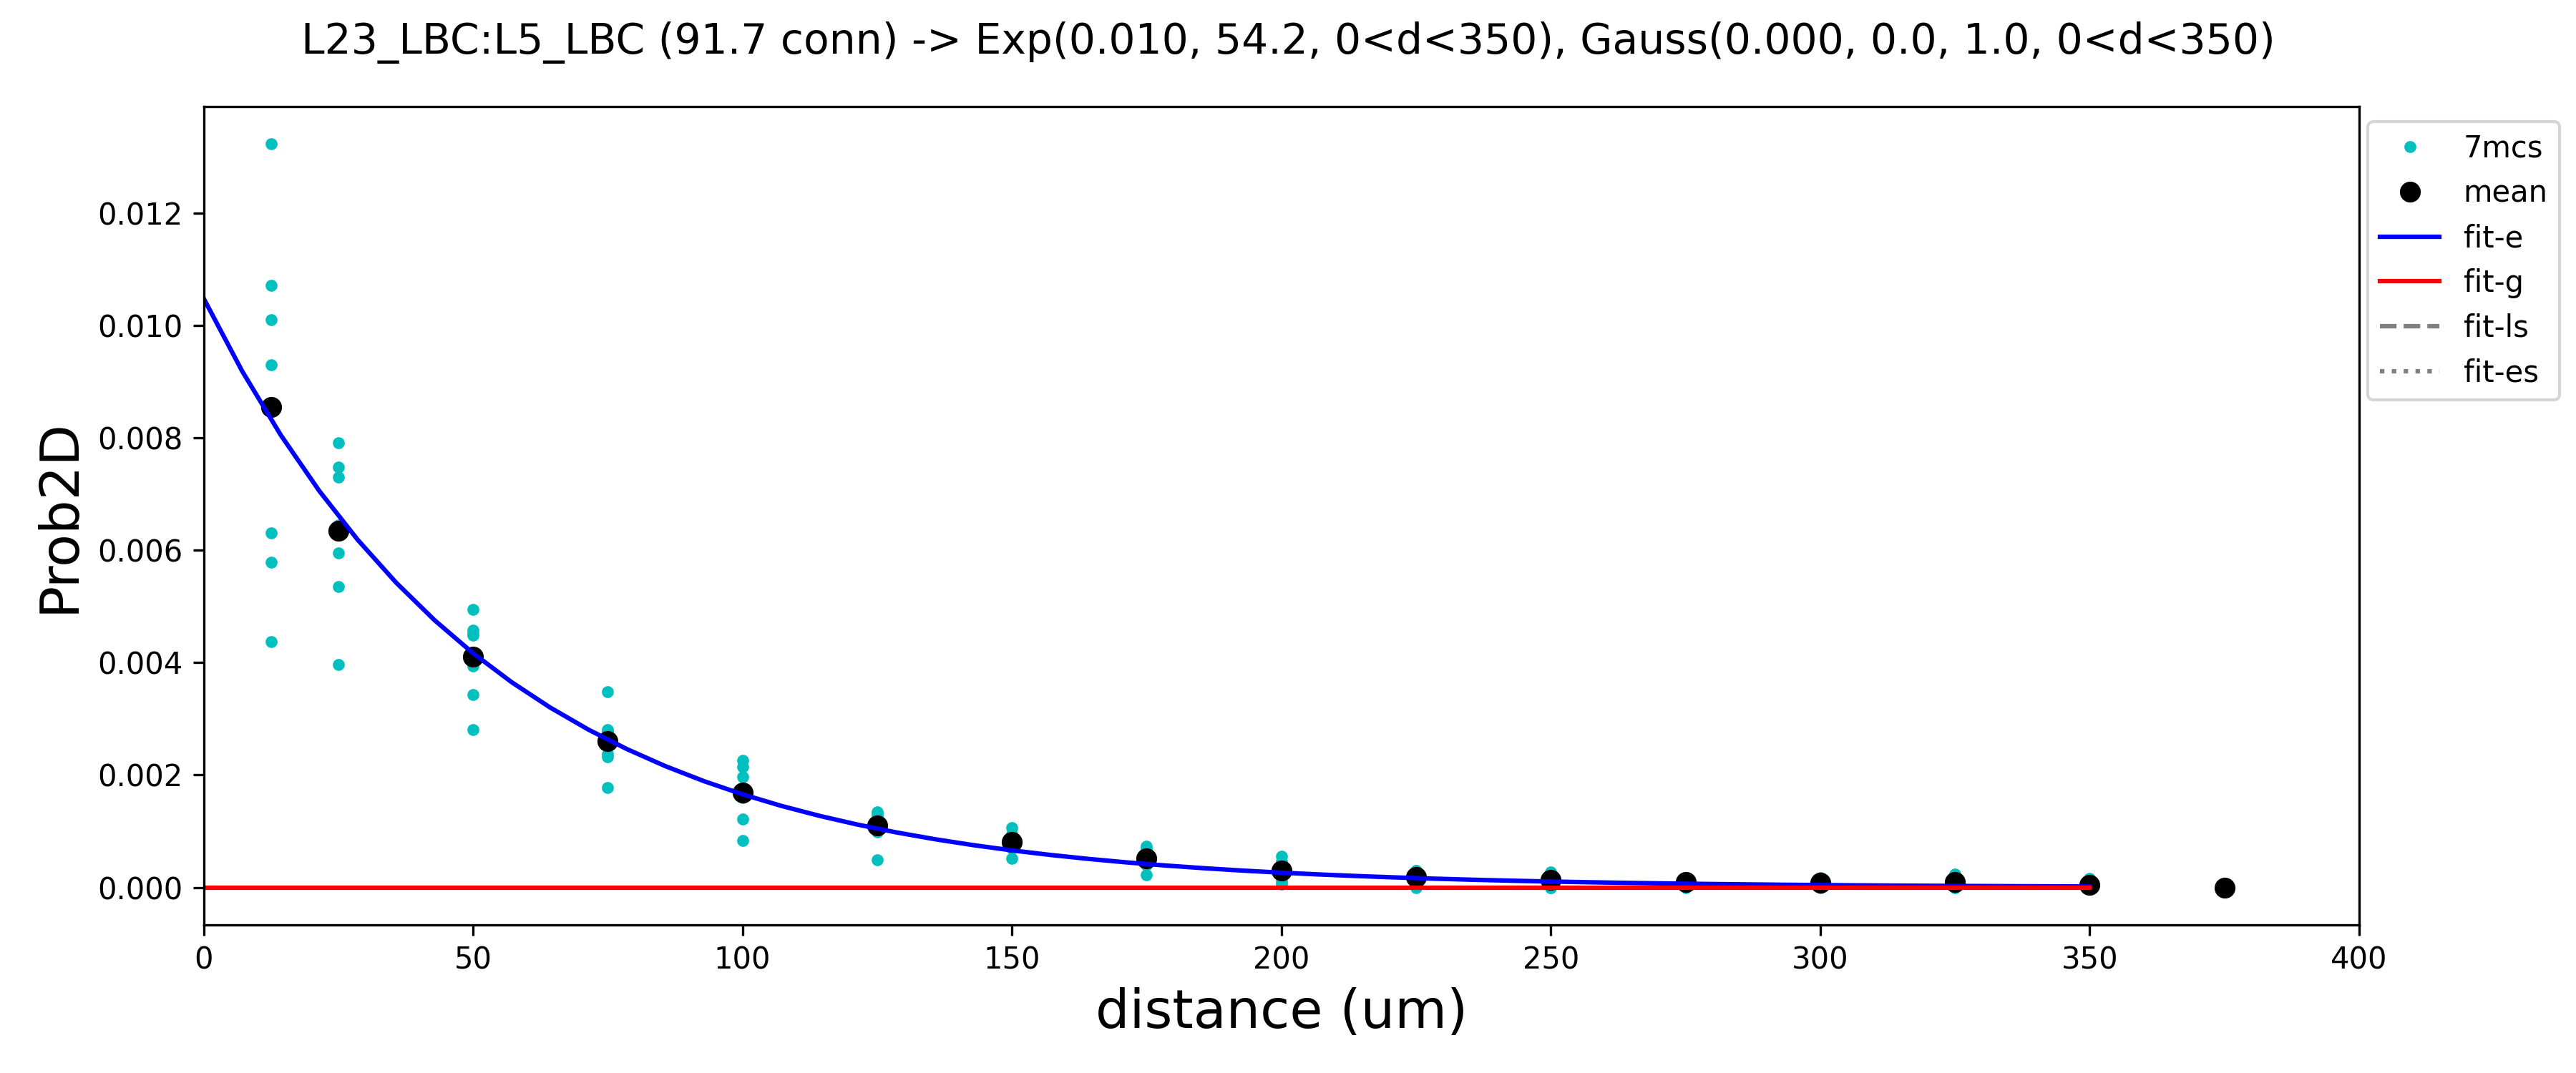 L23_LBC:L5_LBC (91.7 conn) -> Exp(0.010, 54.2, 0<d<350), Gauss(0.000, 0.0, 1.0, 0<d<350)
7mcs
mean
fit-e
fit-g
fit-ls
fit-es
Prob2D
0.012
0.010
0.008
0.006
0.004
0.002
0.000
0 50 100 150 200 250 300 350 400
distance (um)